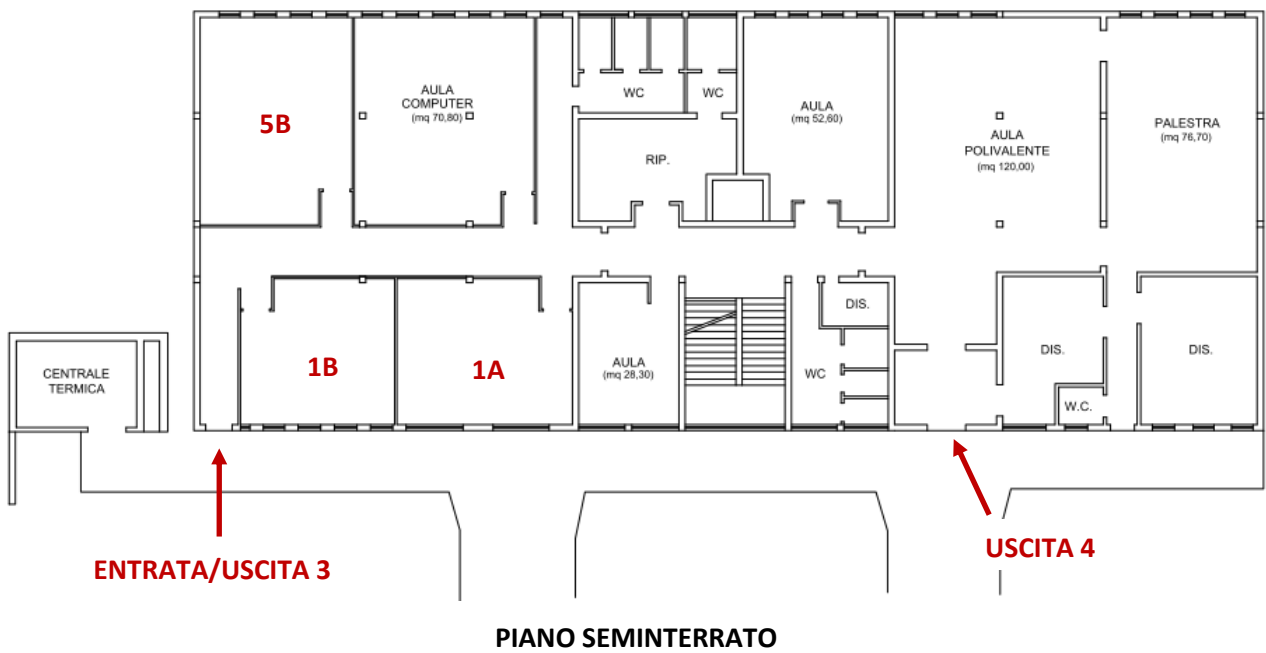 5B
AULA
COMPUTER
(mq 70,80)
WC
WC
RIP.
AULA
(mq 52,60)
AULA
POLIVALENTE
(mq 120,00)
PALESTRA
(mq 76,70)
CENTRALE
TERMICA
1B
1A
AULA
(mq 28,30)
DIS.
WC
DIS.
W.C.
DIS.
ENTRATA/USCITA 3
USCITA 4
PIANO SEMINTERRATO